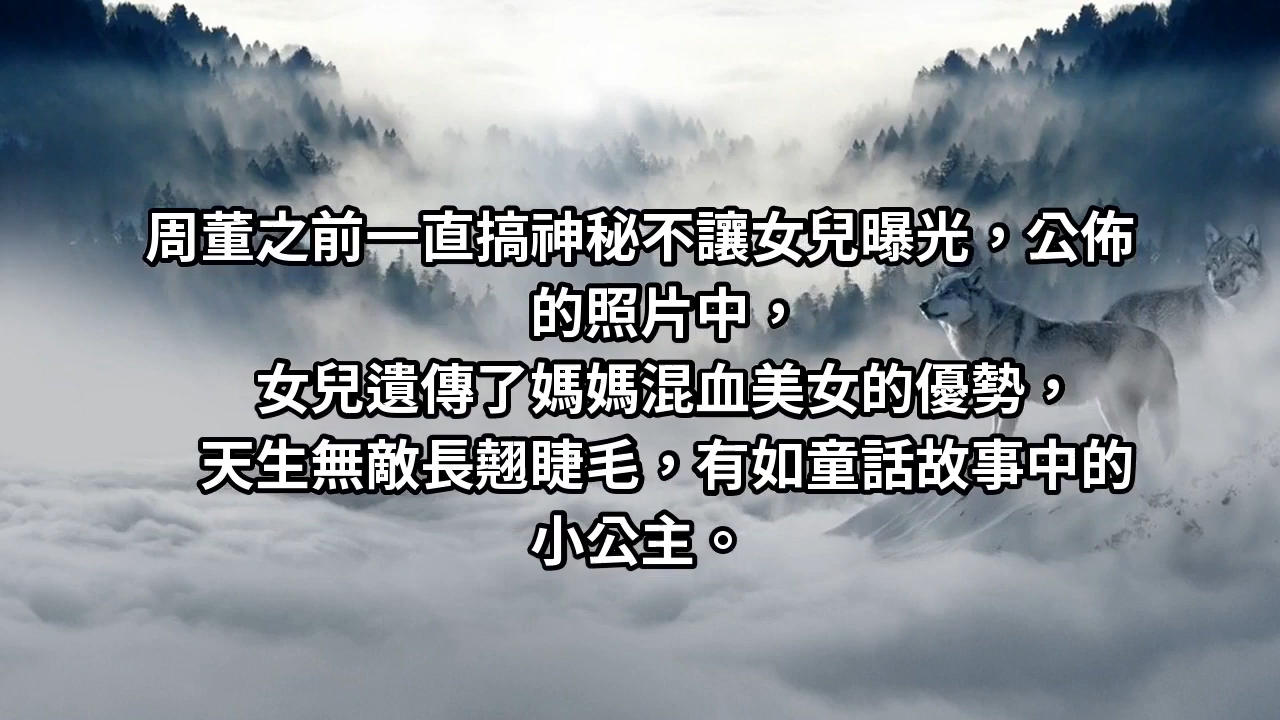 周董之前一直搞神秘不讓女兒曝光，公佈
的照片中，
女兒遺傳了媽媽混血美女的優勢，
天生無敵長翹睫毛，有如童話故事中的
小公主。